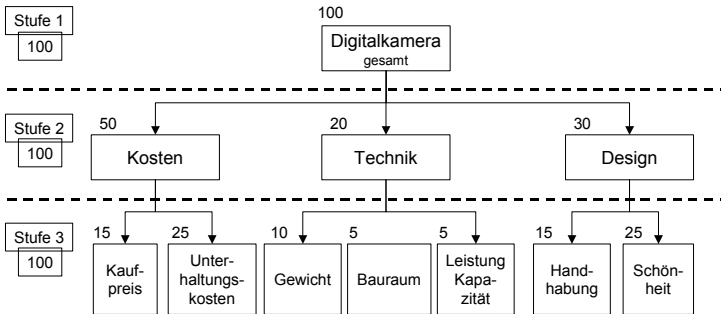 Stufe 1
100
100
Digitalkamera
gesamt
Stufe 2
100
50
Kosten
20
Technik
30
Design
Stufe 3
100
15
Kauf-
preis
25
Unter-
haltungs-
kosten
10
Gewicht
5
Bauraum
5
Leistung
Kapa-
zität
15
Hand-
habung
25
Schön-
heit